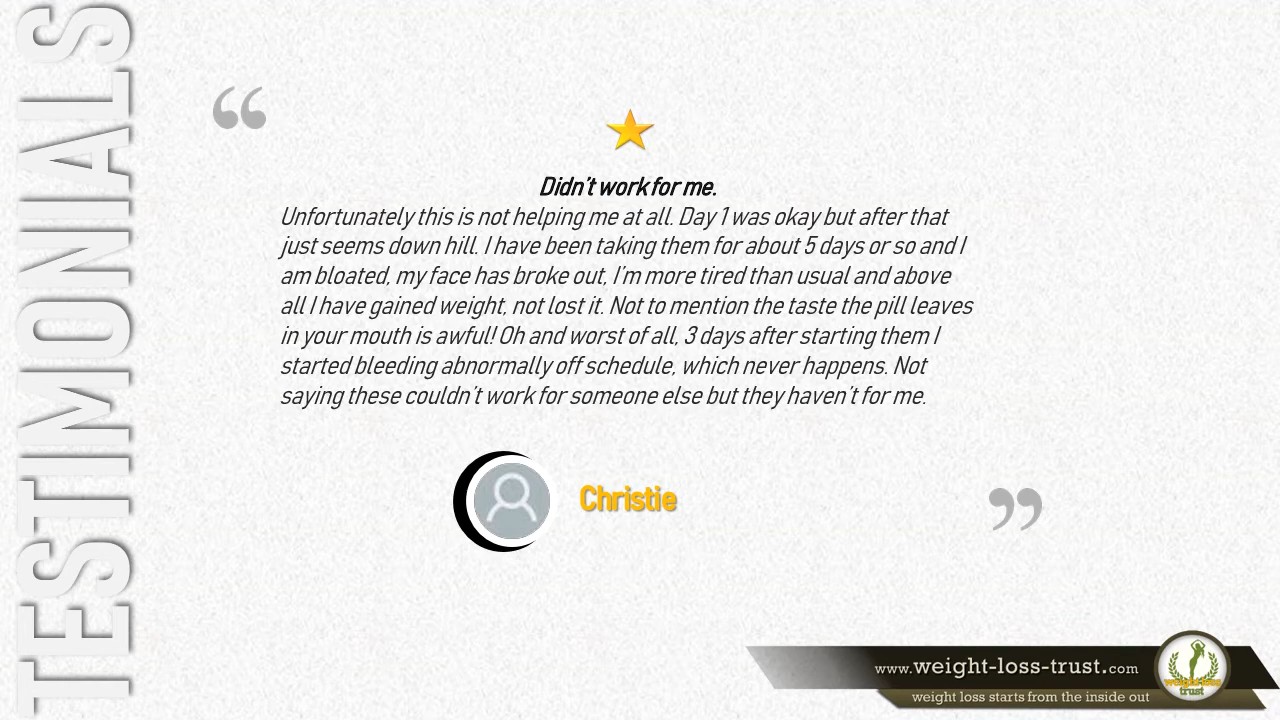 TESTIMONIALS
“
Didn't work for me.
Unfortunately this is not helping me at all. Day 1 was okay but after that
just seems down hill. I have been taking them for about 5 days or so and I
am bloated, my face has broke out, I'm more tired than usual and above
all I have gained weight, not lost it. Not to mention the taste the pill leaves
in your mouth is awful! Oh and worst of all, 3 days after starting them I
started bleeding abnormally off schedule, which never happens. Not
saying these couldn't work for someone else but they haven't for me.
Christie
”
www.weight-loss-trust.com
weight loss starts from the inside out
weight loss
trust